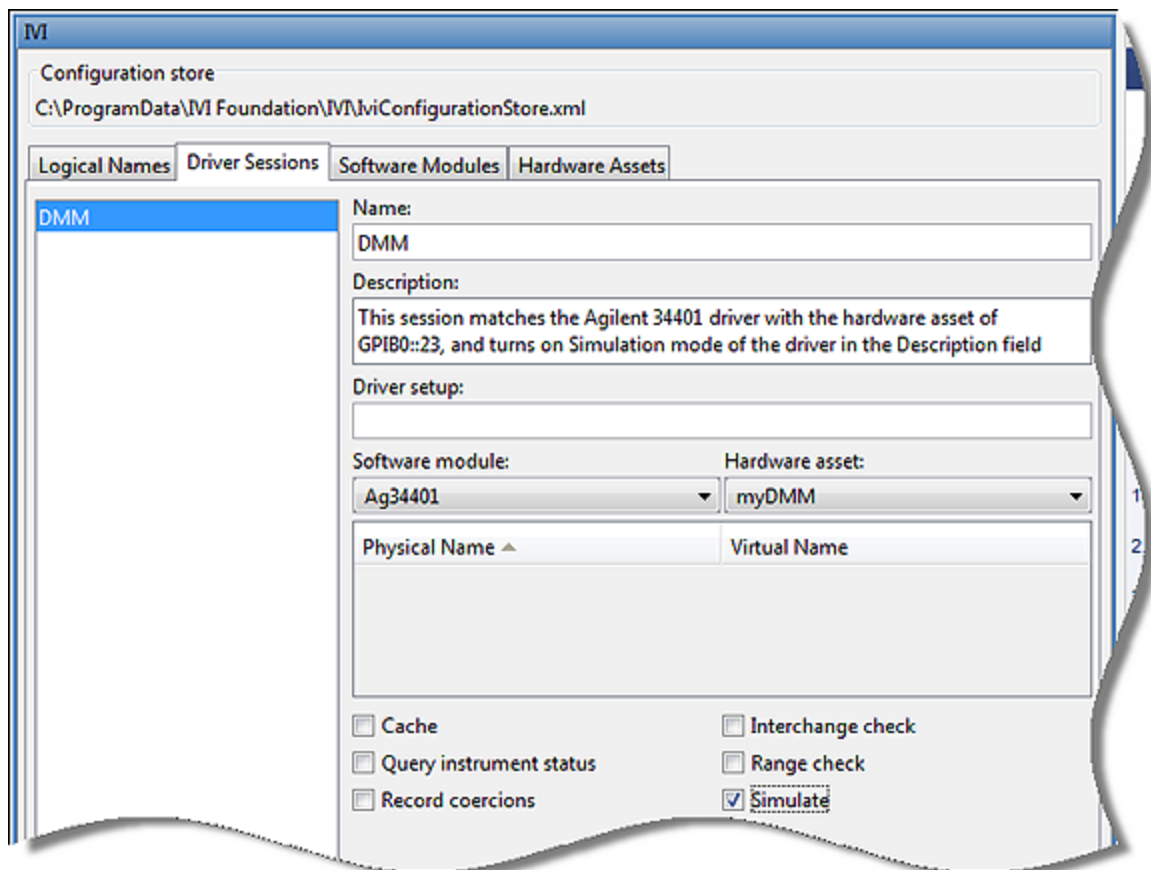 IVI
Configuration store
C:\ProgramData\IVI Foundation\IVI\IviConfigurationStore.xml
Logical Names Driver Sessions Software Modules Hardware Assets
DMM
Name:
DMM
Description:
This session matches the Agilent 34401 driver with the hardware asset of
GPIB0::23, and turns on Simulation mode of the driver in the Description field
Driver setup:
Software module: Hardware asset:
Ag34401 myDMM
Physical Name Virtual Name
Cache Interchange check
Query instrument status Range check
Record coercions Simulate